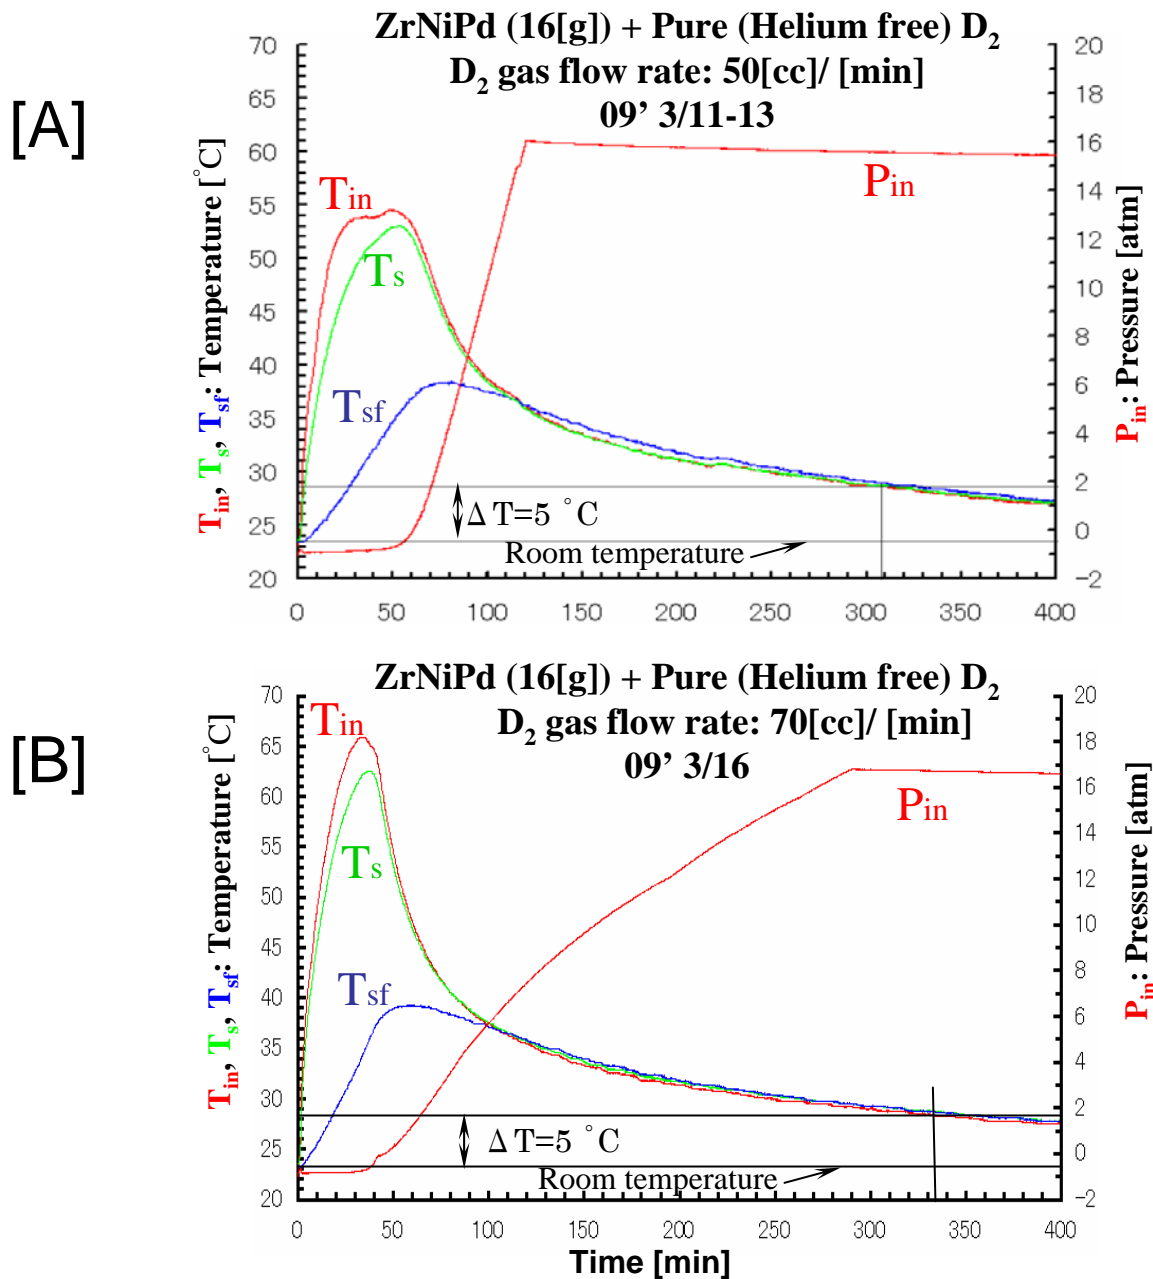 [A]
ZrNiPd (16[g]) + Pure (Helium free) D2
D2 gas flow rate: 50[cc]/ [min]
09' 3/11-13
Tin, Ts, Tsf: Temperature [°C]
70
65
60
55
50
45
40
35
30
25
20
Tin
Ts
Tsf
Pin
ΔT=5 °C
Room temperature
20
18
16
14
12
10
8
6
4
2
0
-2
Pin: Pressure [atm]
0 50 100 150 200 250 300 350 400
[B]
ZrNiPd (16[g]) + Pure (Helium free) D2
D2 gas flow rate: 70[cc]/ [min]
09' 3/16
Tin, Ts, Tsf: Temperature [°C]
70
65
60
55
50
45
40
35
30
25
20
Tin
Ts
Tsf
Pin
ΔT=5 °C
Room temperature
20
18
16
14
12
10
8
6
4
2
0
-2
Pin: Pressure [atm]
0 50 100 150 200 250 300 350 400
Time [min]